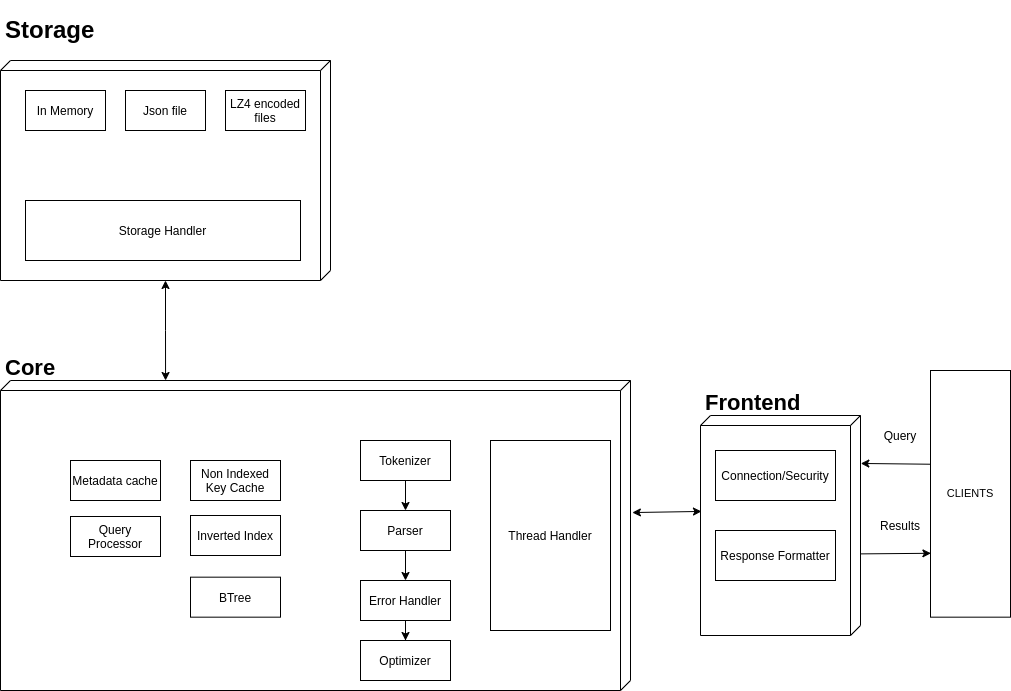 Storage
In Memory
Json file
LZ4 encoded
files
Storage Handler
Core
Metadata cache
Query
Processor
Non Indexed
Key Cache
Inverted Index
BTree
Tokenizer
Parser
Error Handler
Optimizer
Thread Handler
Frontend
Connection/Security
Response Formatter
Query
Results
CLIENTS